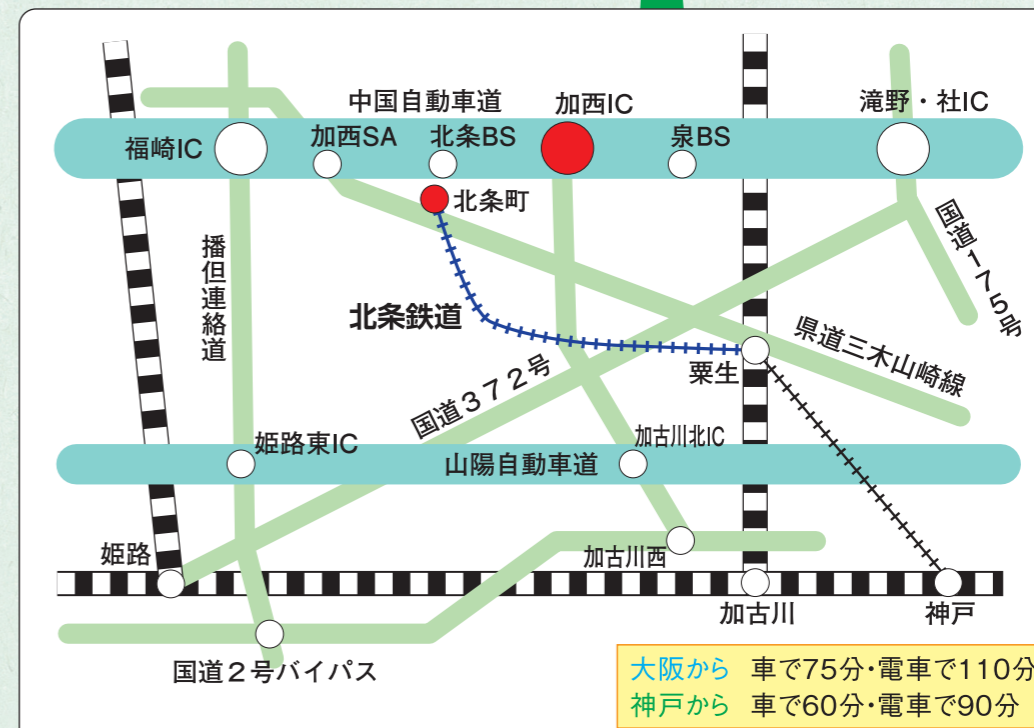 中国自動車道
加西IC
滝野・社IC
福崎IC
加西SA
北条BS
泉BS
北条町
国道175号
播但連絡道
北条鉄道
県道三木山崎線
粟生
国道372号
加古川北IC
姫路東IC
山陽自動車道
姫路
加古川西
加古川
神戸
国道2号バイパス
大阪から 車で75分・電車で110分
神戸から 車で60分・電車で90分